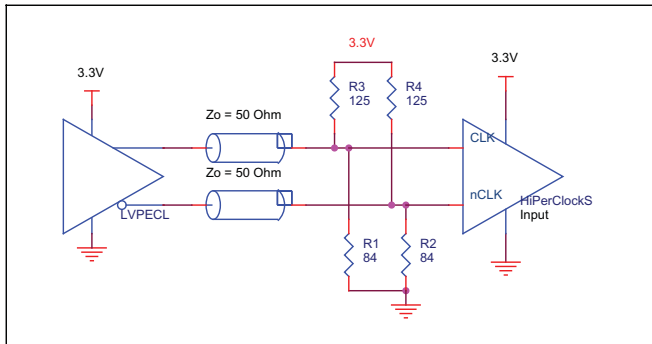 3.3V
3.3V
3.3V
R3
125
R4
125
Zo = 50 Ohm
CLK
Zo = 50 Ohm
nCLK
HiPerClockS
Input
LVPECL
R1
84
R2
84